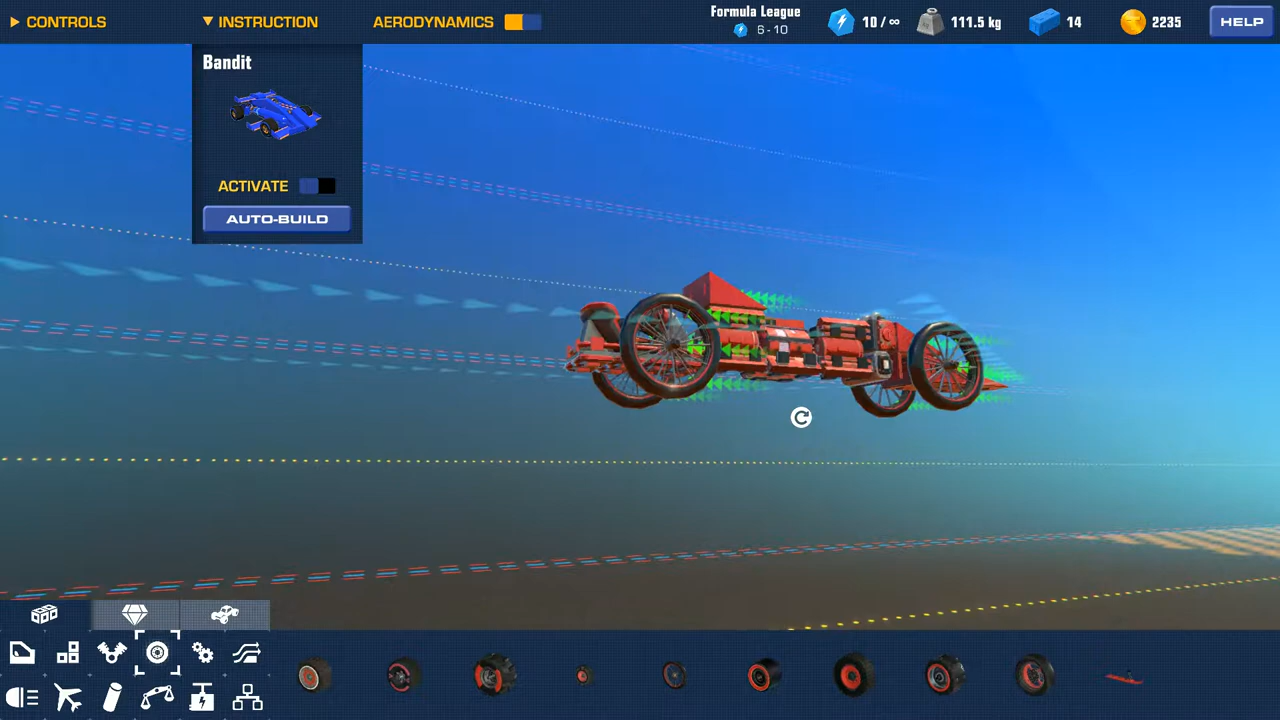 CONTROLS
INSTRUCTION
AERODYNAMICS
Formula League
6 - 10
10 / ∞
111.5 kg
14
2235
HELP
Bandit
ACTIVATE
AUTO-BUILD